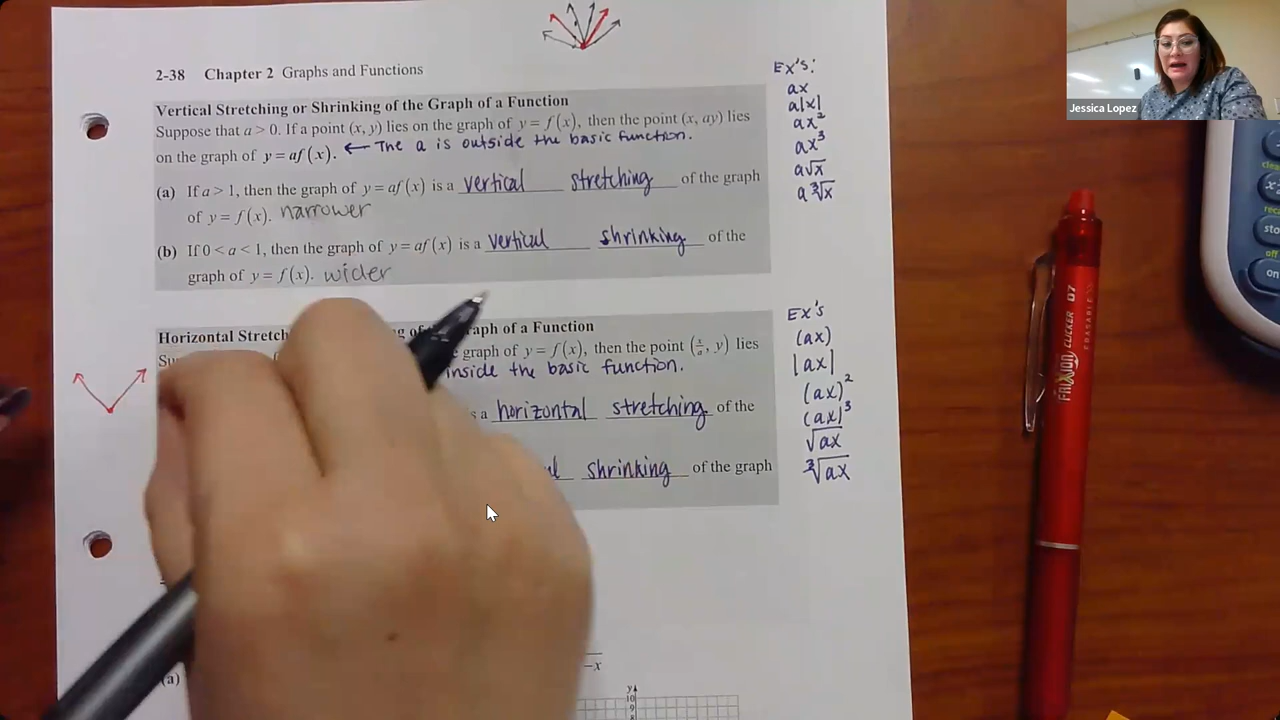 2-38 Chapter 2 Graphs and Functions
Vertical Stretching or Shrinking of the Graph of a Function
Suppose that a > 0. If a point (x, y) lies on the graph of y = f(x), then the point (x, ay) lies
on the graph of y = af(x). ← The a is outside the basic function.
(a) If a > 1, then the graph of y = af(x) is a vertical stretching of the graph
of y = f(x). narrower
(b) If 0 < a < 1, then the graph of y = af(x) is a vertical shrinking of the
graph of y = f(x). wider
Ex's:
ax
a|x|
ax²
ax³
a√x
a∛x
Horizontal of a Function
graph of y = f(x), then the point (x/a, y) lies
inside the basic function.
a horizontal stretching of the
shrinking of the graph
Ex's
(ax)
|ax|
(ax)²
(ax)³
√ax
∛ax
-x
(a)
y
10
9
Jessica Lopez
FRIXION CLICKER 07
ERASABLE